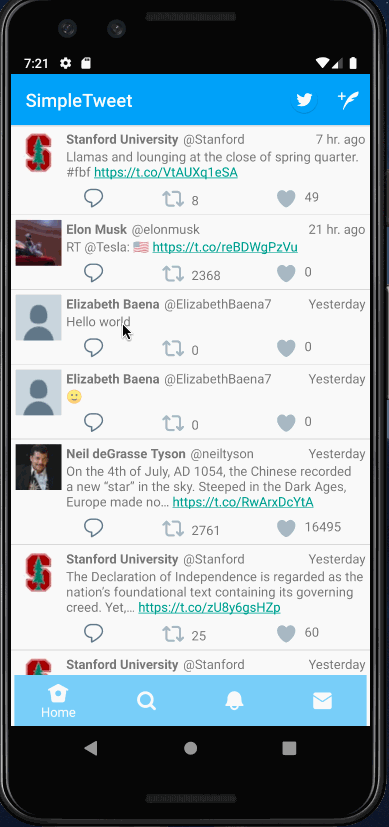 7:21
SimpleTweet
Stanford University @Stanford 7 hr. ago
Llamas and lounging at the close of spring quarter.
#fbf https://t.co/VtAUXq1eSA
8 49
Elon Musk @elonmusk 21 hr. ago
RT @Tesla: 🇺🇸 https://t.co/reBDWgPzVu
2368 0
Elizabeth Baena @ElizabethBaena7 Yesterday
Hello world
0 0
Elizabeth Baena @ElizabethBaena7 Yesterday
🙂
0 0
Neil deGrasse Tyson @neiltyson Yesterday
On the 4th of July, AD 1054, the Chinese recorded
a new “star” in the sky. Steeped in the Dark Ages,
Europe made no… https://t.co/RwArxDcYtA
2761 16495
Stanford University @Stanford Yesterday
The Declaration of Independence is regarded as the
nation’s foundational text containing its governing
creed. Yet,… https://t.co/zU8y6gsHZp
25 60
Stanford University @Stanford Yesterday
Home